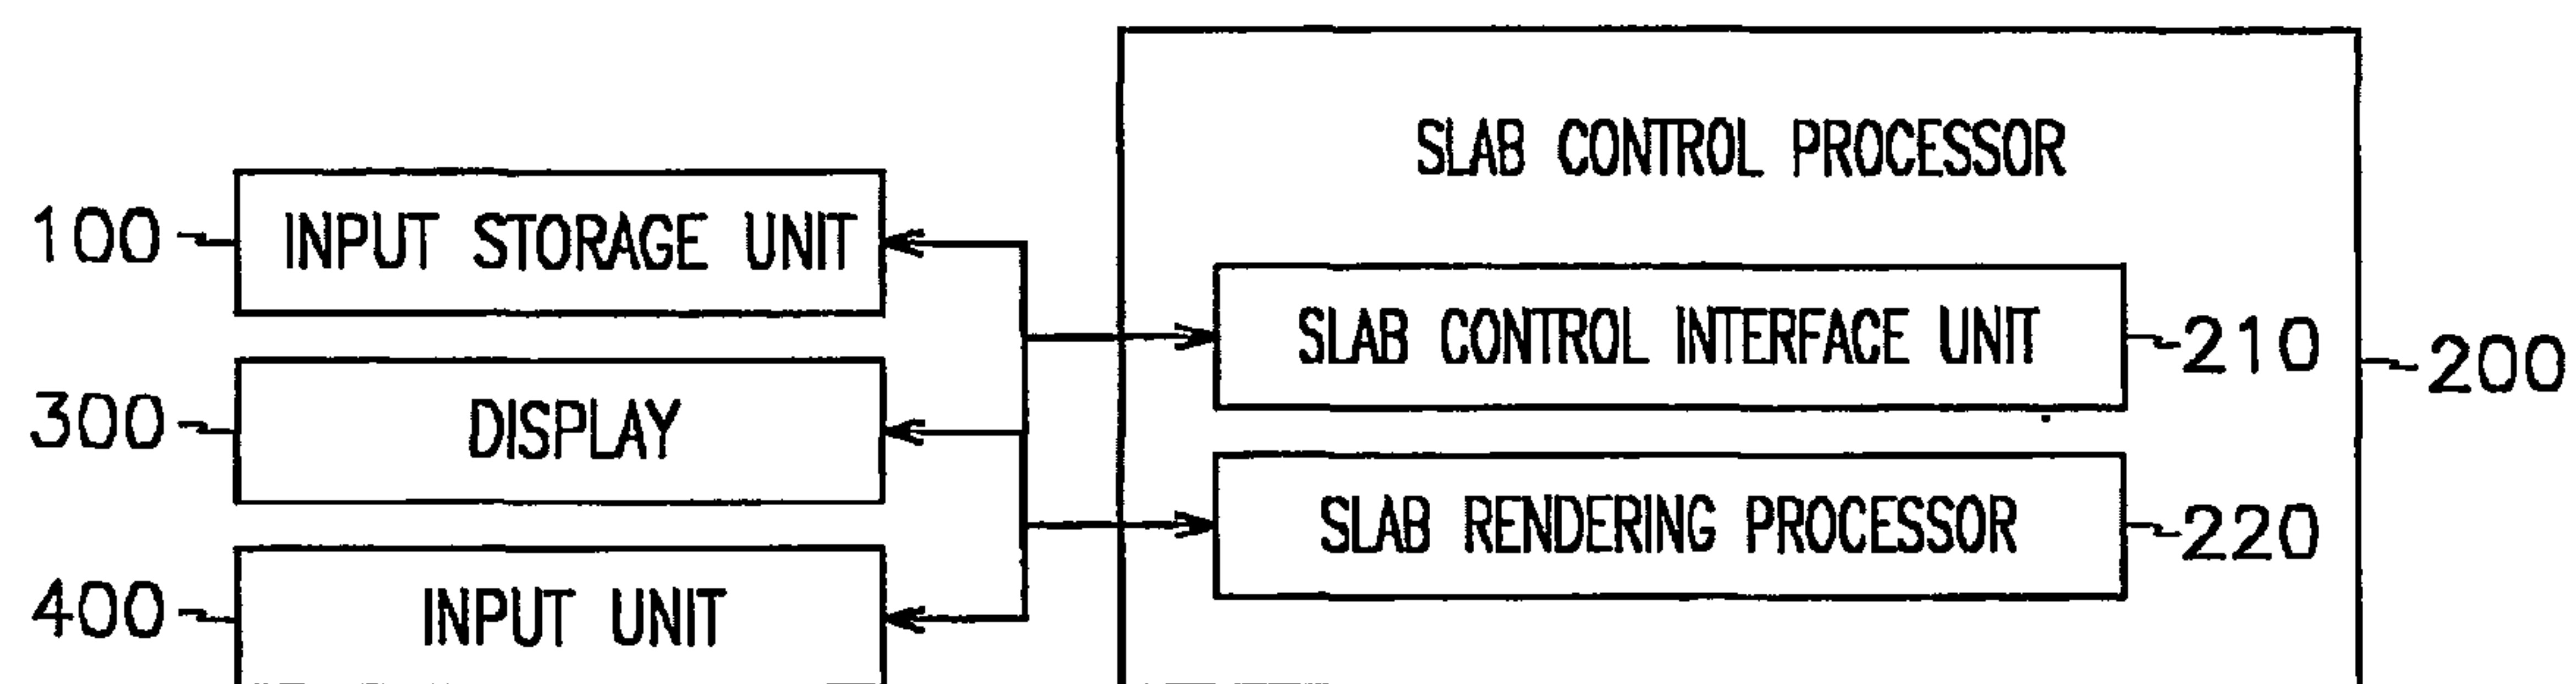 SLAB CONTROL PROCESSOR
100 INPUT STORAGE UNIT
SLAB CONTROL INTERFACE UNIT 210
200
300 DISPLAY
SLAB RENDERING PROCESSOR 220
400 INPUT UNIT